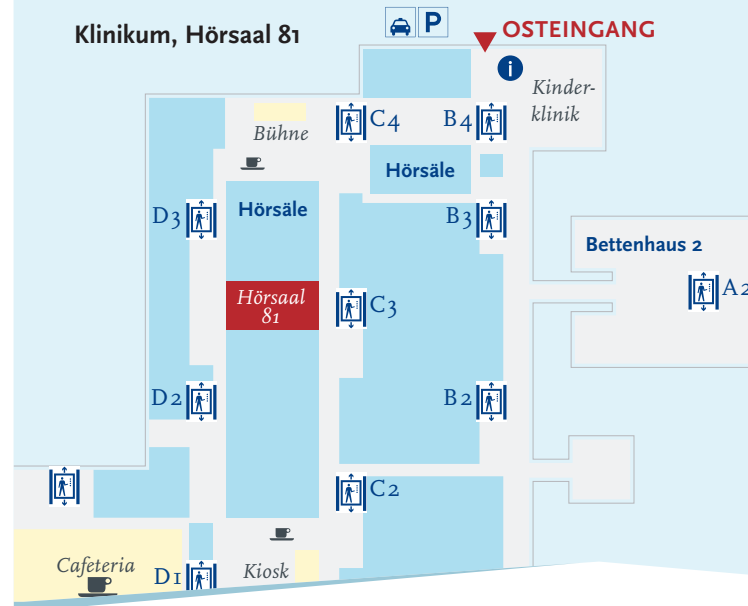 Klinikum, Hörsaal 81
P
OSTEINGANG
i
Kinder-
klinik
Bühne
C4
B4
Hörsäle
D3
Hörsäle
B3
Bettenhaus 2
Hörsaal
81
C3
A2
D2
B2
C2
Cafeteria
D1
Kiosk